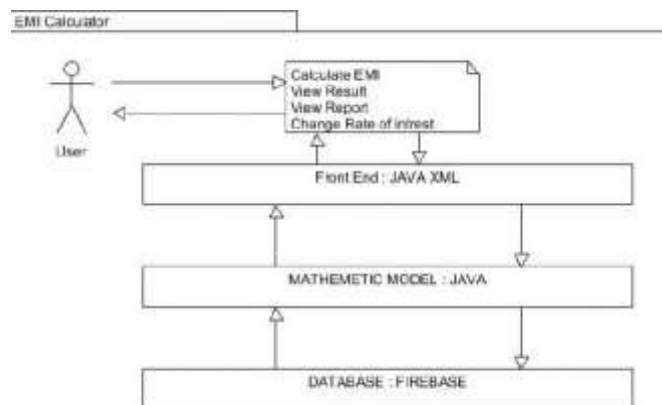 EMI Calculator
Calculate EMI
View Result
View Report
Change Rate of intrest
User
Front End : JAVA XML
MATHEMETIC MODEL : JAVA
DATABASE : FIREBASE